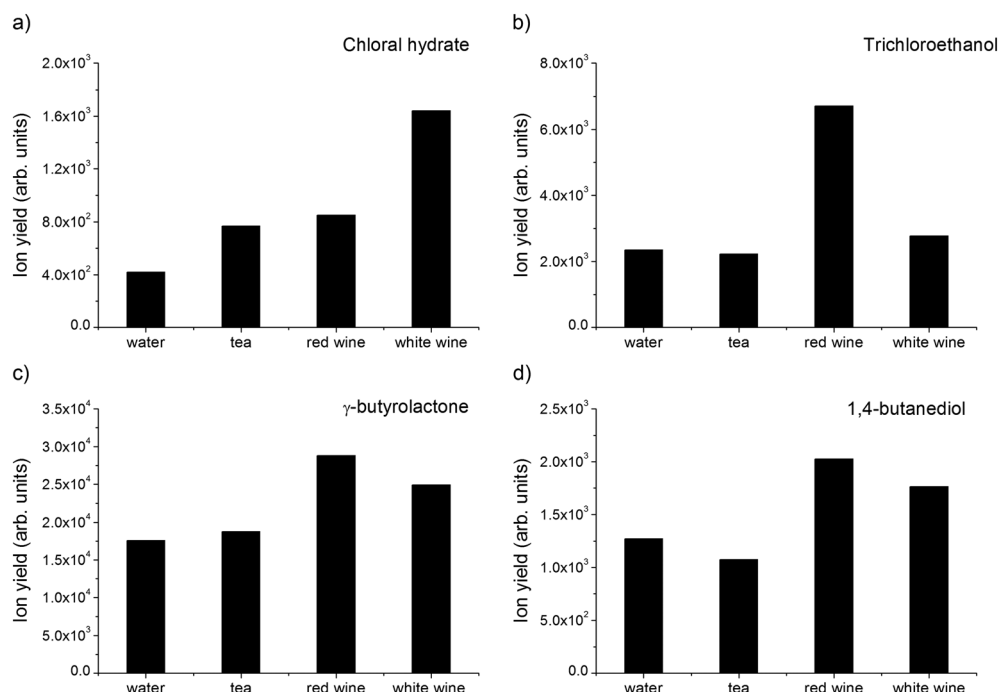 a)
Chloral hydrate
Ion yield (arb. units)
2.0x10³
1.6x10³
1.2x10³
8.0x10²
4.0x10²
0.0
water tea red wine white wine
b)
Trichloroethanol
Ion yield (arb. units)
8.0x10³
6.0x10³
4.0x10³
2.0x10³
0.0
water tea red wine white wine
c)
γ-butyrolactone
Ion yield (arb. units)
3.5x10⁴
3.0x10⁴
2.5x10⁴
2.0x10⁴
1.5x10⁴
1.0x10⁴
5.0x10³
0.0
water tea red wine white wine
d)
1,4-butanediol
Ion yield (arb. units)
2.5x10³
2.0x10³
1.5x10³
1.0x10³
5.0x10²
0.0
water tea red wine white wine